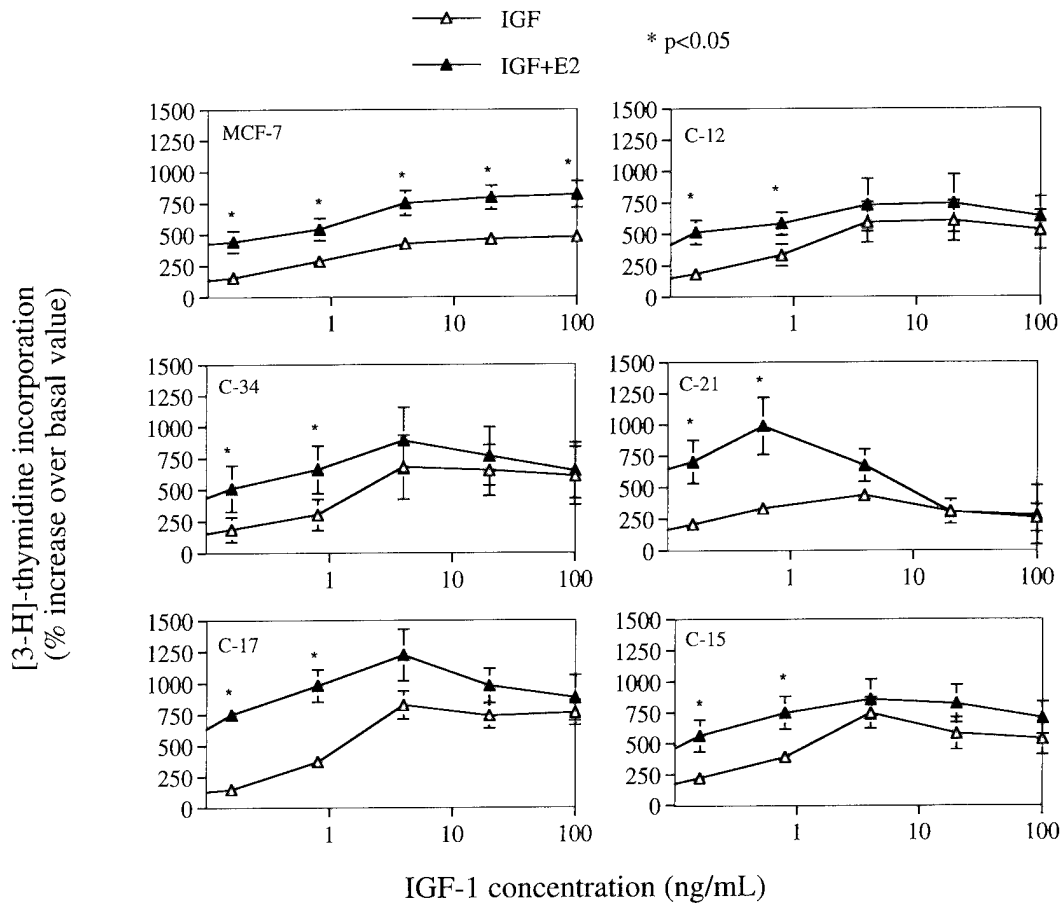 IGF
IGF+E2
* p<0.05
[3-H]-thymidine incorporation
(% increase over basal value)
MCF-7
1500
1250
1000
750
500
250
0
* * * * *
1 10 100
C-12
1500
1250
1000
750
500
250
0
* *
1 10 100
C-34
1500
1250
1000
750
500
250
0
* *
1 10 100
C-21
1500
1250
1000
750
500
250
0
* *
1 10 100
C-17
1500
1250
1000
750
500
250
0
* *
1 10 100
C-15
1500
1250
1000
750
500
250
0
* *
1 10 100
IGF-1 concentration (ng/mL)